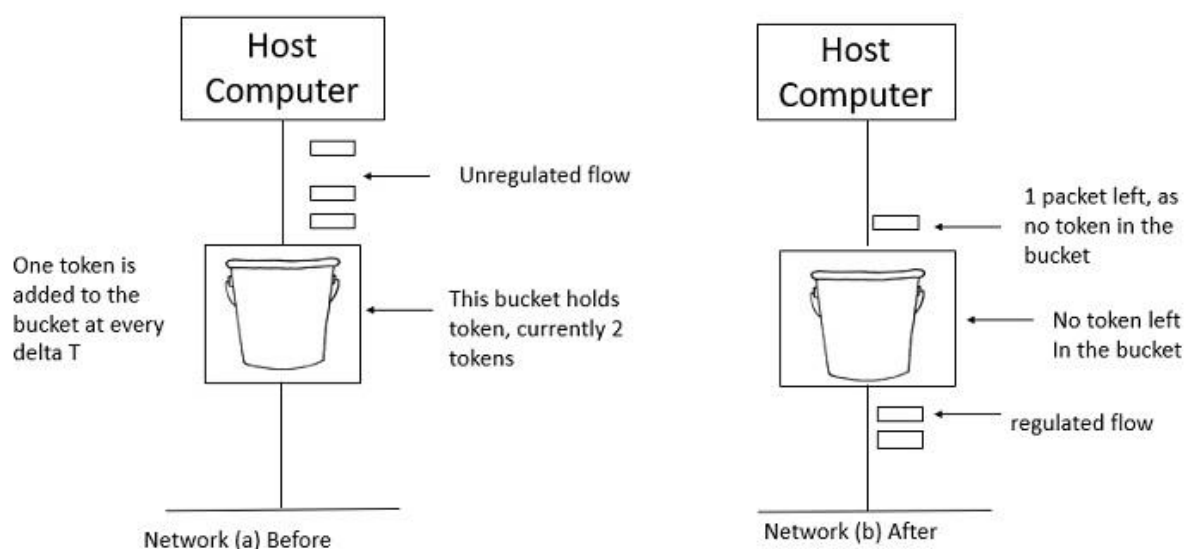 Host
Computer
Unregulated flow
One token is
added to the
bucket at every
delta T
This bucket holds
token, currently 2
tokens
Network (a) Before
Host
Computer
1 packet left, as
no token in the
bucket
No token left
In the bucket
regulated flow
Network (b) After